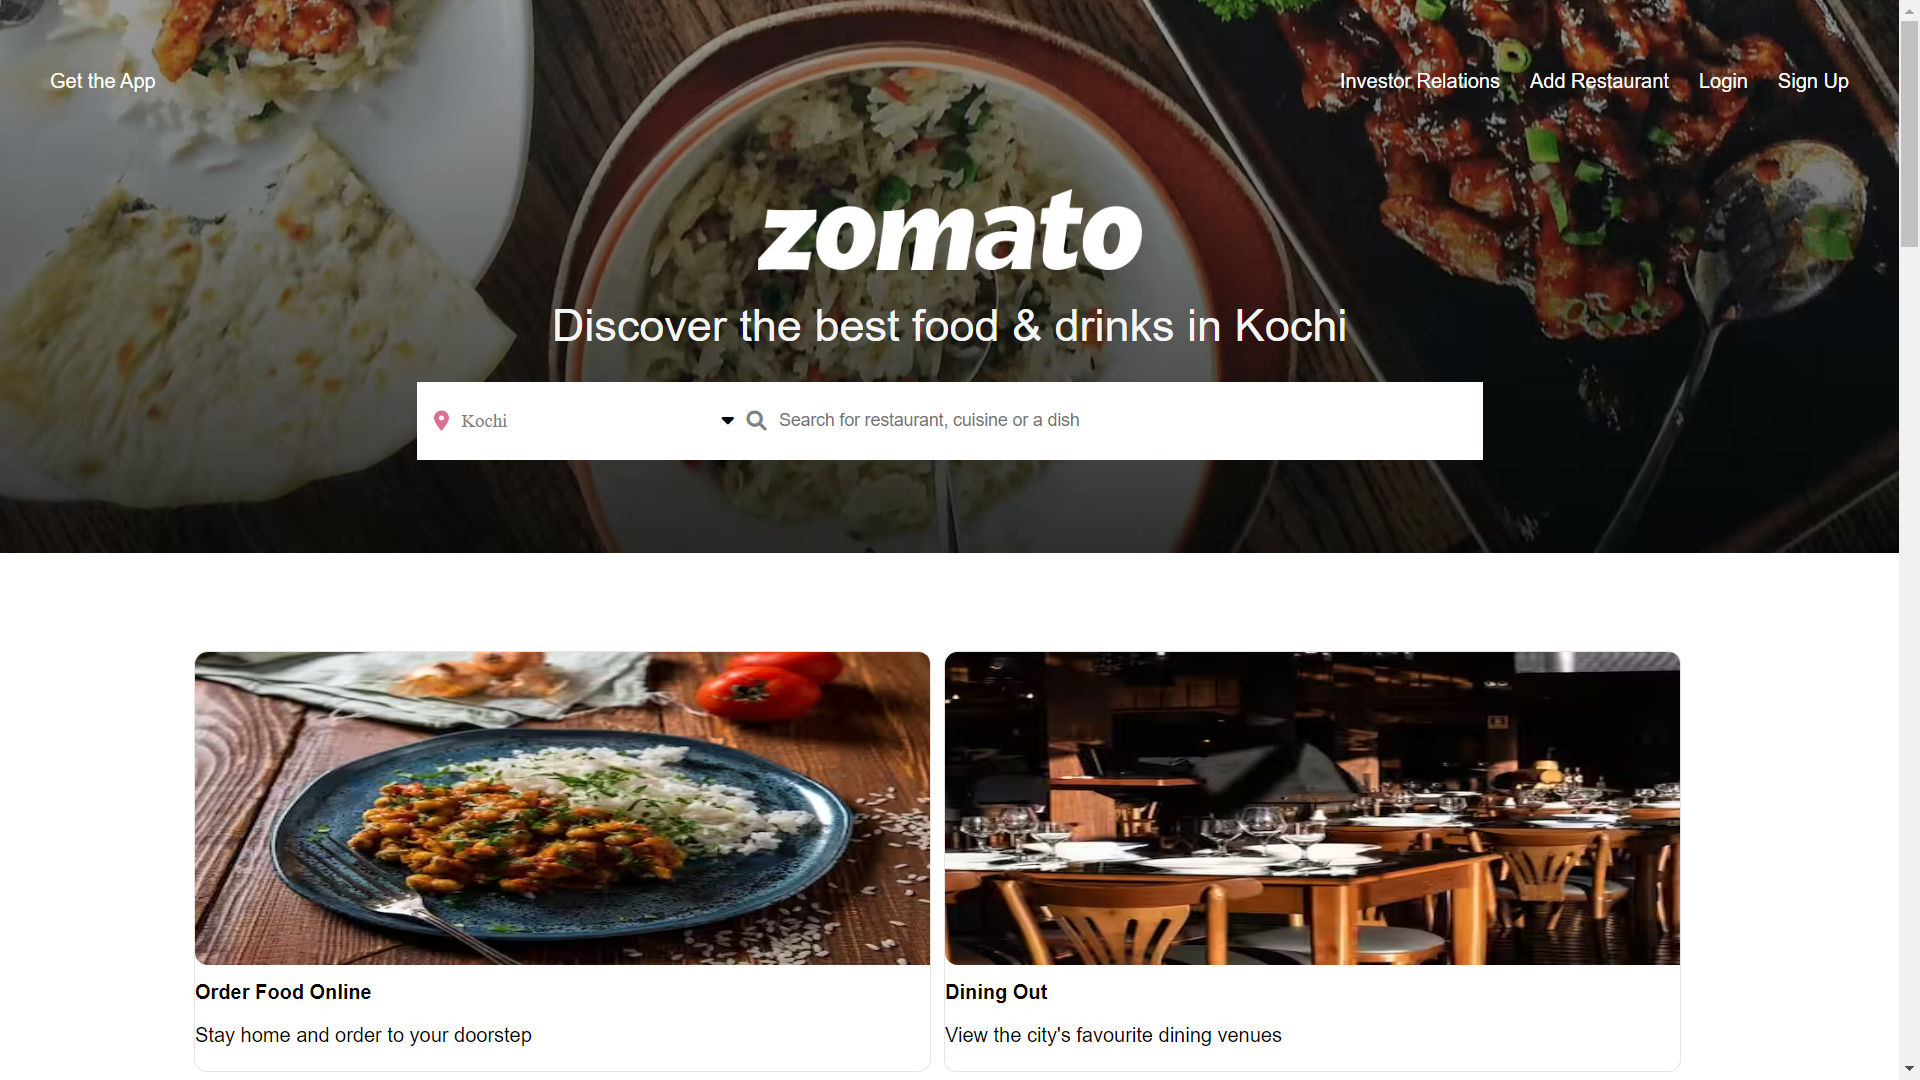 Get the App
Investor Relations
Add Restaurant
Login
Sign Up
zomato
Discover the best food & drinks in Kochi
Kochi
Search for restaurant, cuisine or a dish
Order Food Online
Stay home and order to your doorstep
Dining Out
View the city's favourite dining venues